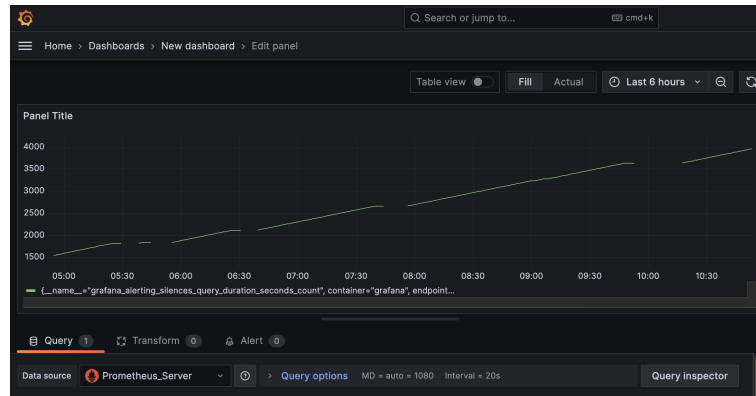 Search or jump to... cmd+k
Home > Dashboards > New dashboard > Edit panel
Table view Fill Actual Last 6 hours
Panel Title
4000
3500
3000
2500
2000
1500
05:00 05:30 06:00 06:30 07:00 07:30 08:00 08:30 09:00 09:30 10:00 10:30
{__name__="grafana_alerting_silences_query_duration_seconds_count", container="grafana", endpoint...
Query 1 Transform 0 Alert 0
Data source Prometheus_Server > Query options MD = auto = 1080 Interval = 20s Query inspector